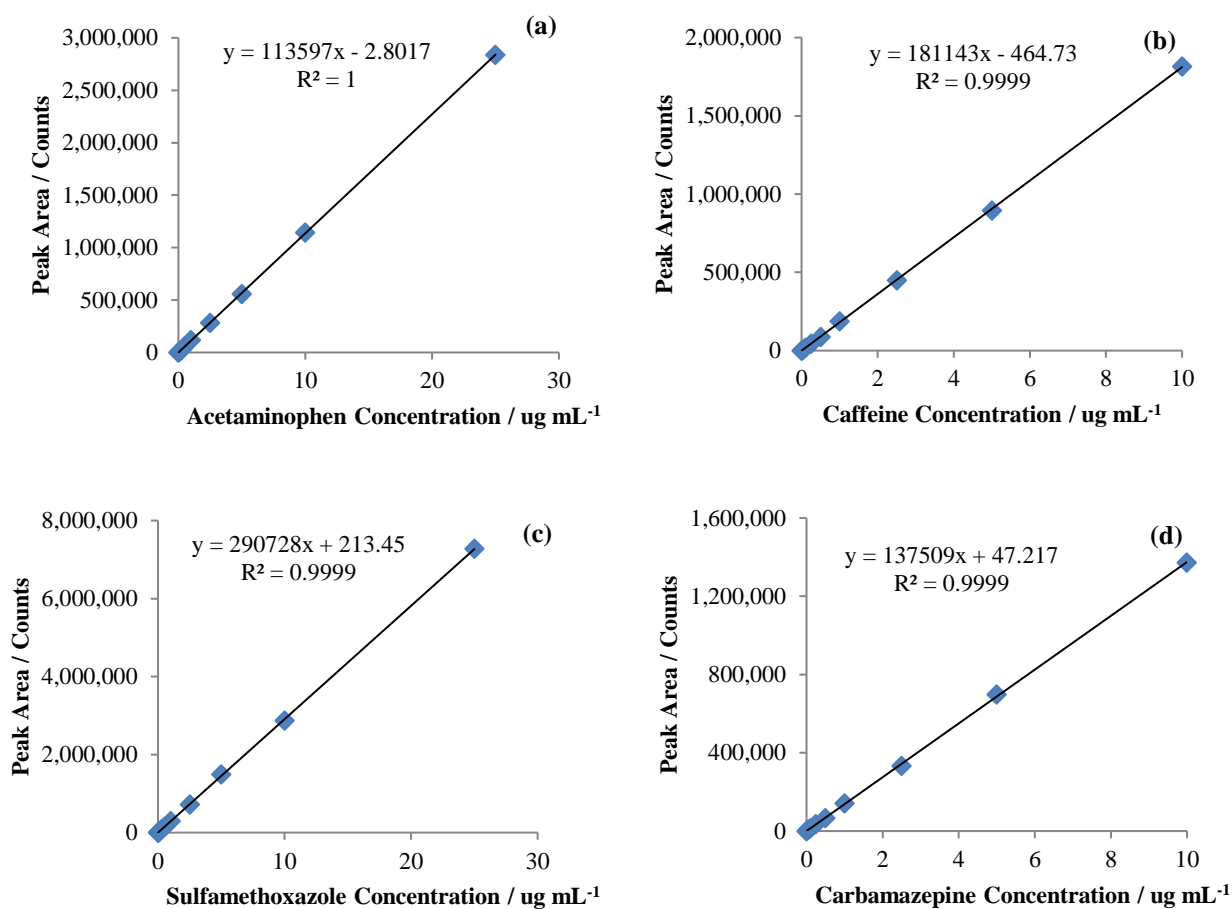 (a)
y = 113597x - 2.8017
R² = 1
3,000,000
2,500,000
2,000,000
1,500,000
1,000,000
500,000
0
0 10 20 30
Peak Area / Counts
Acetaminophen Concentration / ug mL⁻¹
(b)
y = 181143x - 464.73
R² = 0.9999
2,000,000
1,500,000
1,000,000
500,000
0
0 2 4 6 8 10
Peak Area / Counts
Caffeine Concentration / ug mL⁻¹
(c)
y = 290728x + 213.45
R² = 0.9999
8,000,000
6,000,000
4,000,000
2,000,000
0
0 10 20 30
Peak Area / Counts
Sulfamethoxazole Concentration / ug mL⁻¹
(d)
y = 137509x + 47.217
R² = 0.9999
1,600,000
1,200,000
800,000
400,000
0
0 2 4 6 8 10
Peak Area / Counts
Carbamazepine Concentration / ug mL⁻¹